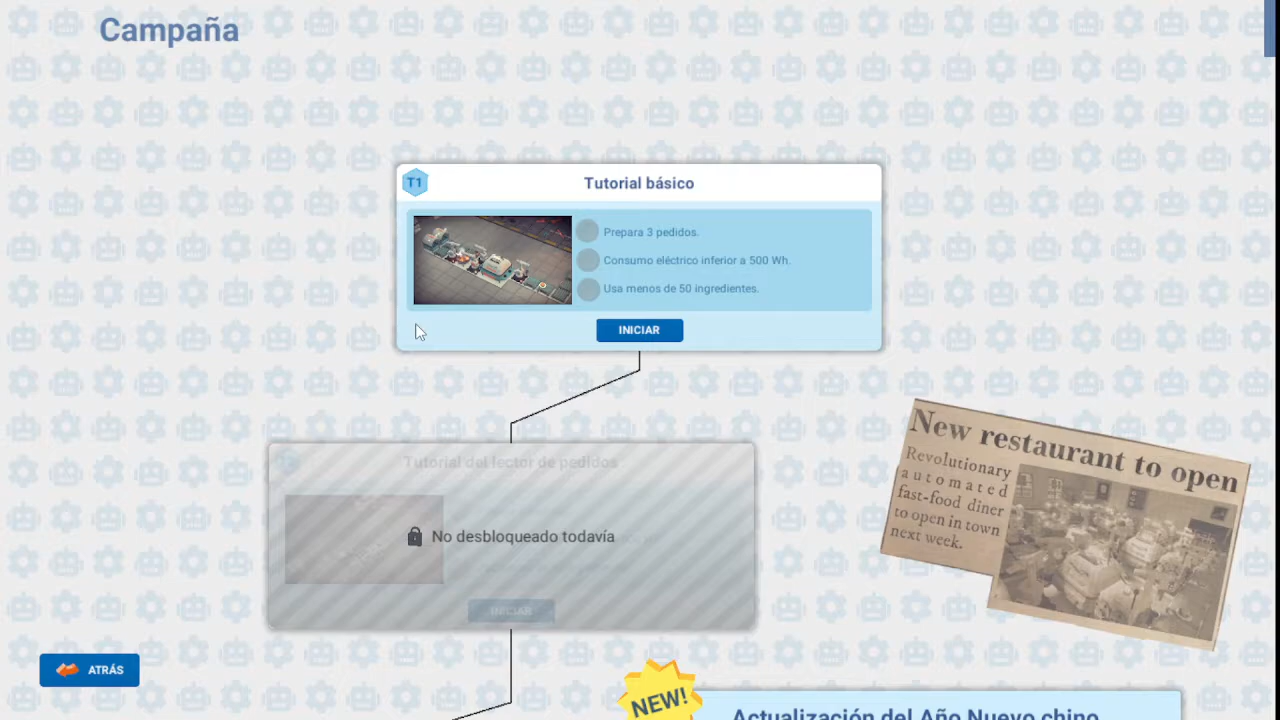 Campaña
T1
Tutorial básico
Prepara 3 pedidos.
Consumo eléctrico inferior a 500 Wh.
Usa menos de 50 ingredientes.
INICIAR
New restaurant to open
Revolutionary
automated
fast-food diner
to open in town
next week.
Tutorial del lector de pedidos
No desbloqueado todavía
INICIAR
ATRÁS
NEW!
Actualización del Año Nuevo chino